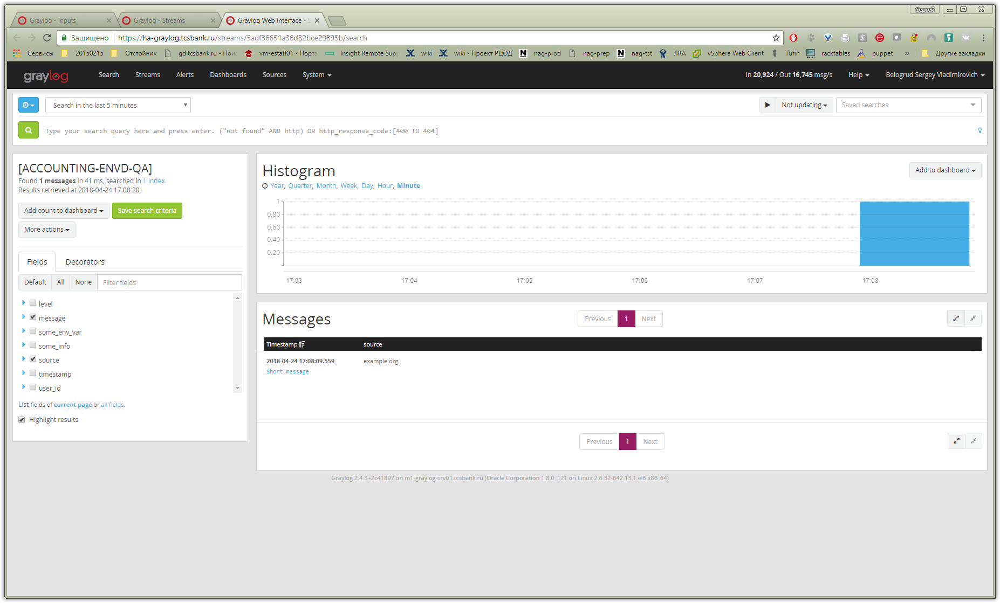 Сергей
Graylog - Inputs
Graylog - Streams
Graylog Web Interface - S
Защищено
https://ha-graylog.tcsbank.ru/streams/5adf36651a36d82bce29895b/search
Сервисы 20150215 Отстойник gd.tcsbank.ru - Поис vm-estaff01 - Порта Insight Remote Supp wiki wiki - Проект РЦОД nag-prod nag-prep nag-tst JIRA vSphere Web Client Tufin racktables puppet » Другие закладки
graylog Search Streams Alerts Dashboards Sources System In 20,924 / Out 16,745 msg/s Help Belogrud Sergey Vladimirovich
Search in the last 5 minutes Not updating Saved searches
Type your search query here and press enter. ("not found" AND http) OR http_response_code:[400 TO 404]
[ACCOUNTING-ENVD-QA]
Found 1 messages in 41 ms, searched in 1 index.
Results retrieved at 2018-04-24 17:08:20.
Add count to dashboard Save search criteria
More actions
Fields Decorators
Default All None Filter fields
level
message
some_env_var
some_info
source
timestamp
user_id
List fields of current page or all fields.
Highlight results
Histogram
Add to dashboard
Year, Quarter, Month, Week, Day, Hour, Minute
1
0.80
0.60
0.40
0.20
17:03 17:04 17:05 17:06 17:07 17:08
Messages
Previous 1 Next
Timestamp source
2018-04-24 17:08:09.559 example.org
Short message
Previous 1 Next
Graylog 2.4.3+2c41897 on m1-graylog-srv01.tcsbank.ru (Oracle Corporation 1.8.0_121 on Linux 2.6.32-642.13.1.el6.x86_64)